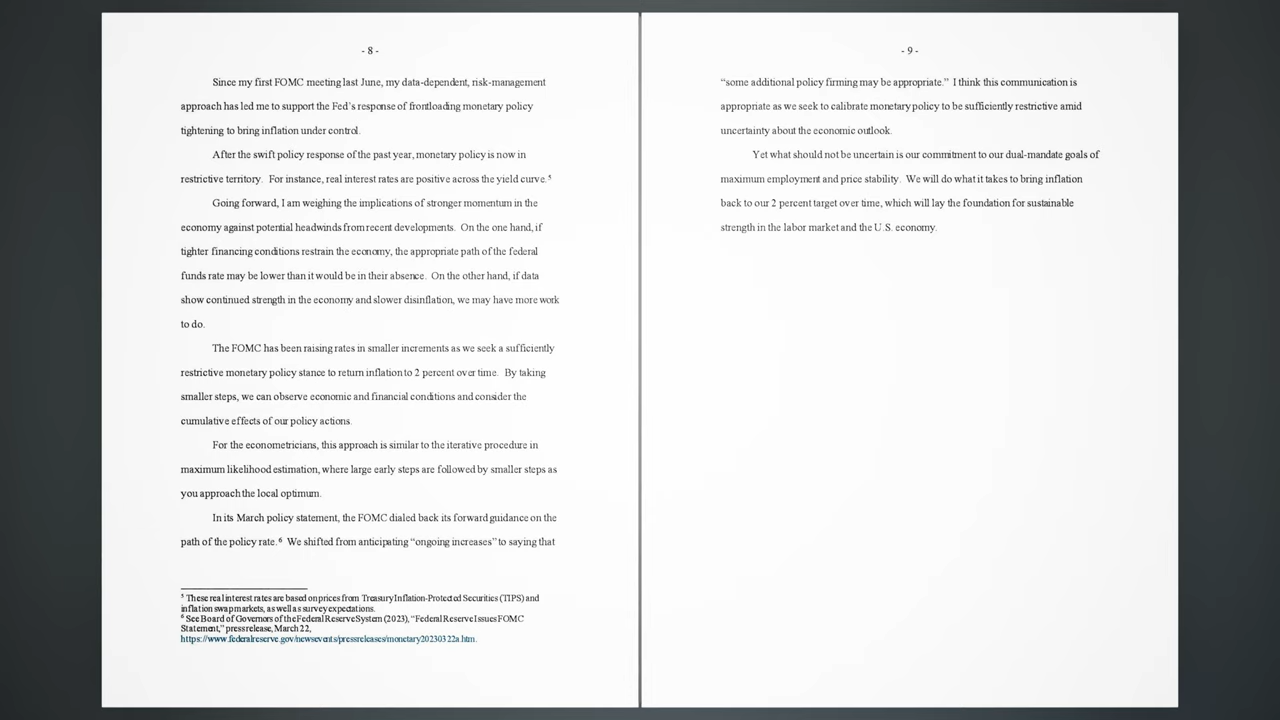 - 8 -
Since my first FOMC meeting last June, my data-dependent, risk-management
approach has led me to support the Fed's response of frontloading monetary policy
tightening to bring inflation under control.
After the swift policy response of the past year, monetary policy is now in
restrictive territory. For instance, real interest rates are positive across the yield curve.⁵
Going forward, I am weighing the implications of stronger momentum in the
economy against potential headwinds from recent developments. On the one hand, if
tighter financing conditions restrain the economy, the appropriate path of the federal
funds rate may be lower than it would be in their absence. On the other hand, if data
show continued strength in the economy and slower disinflation, we may have more work
to do.
The FOMC has been raising rates in smaller increments as we seek a sufficiently
restrictive monetary policy stance to return inflation to 2 percent over time. By taking
smaller steps, we can observe economic and financial conditions and consider the
cumulative effects of our policy actions.
For the econometricians, this approach is similar to the iterative procedure in
maximum likelihood estimation, where large early steps are followed by smaller steps as
you approach the local optimum.
In its March policy statement, the FOMC dialed back its forward guidance on the
path of the policy rate.⁶ We shifted from anticipating “ongoing increases” to saying that
⁵ These real interest rates are based on prices from Treasury Inflation-Protected Securities (TIPS) and
inflation swap markets, as well as survey expectations.
⁶ See Board of Governors of the Federal Reserve System (2023), “Federal Reserve Issues FOMC
Statement,” press release, March 22,
https://www.federalreserve.gov/newsevents/pressreleases/monetary20230322a.htm.
- 9 -
“some additional policy firming may be appropriate.” I think this communication is
appropriate as we seek to calibrate monetary policy to be sufficiently restrictive amid
uncertainty about the economic outlook.
Yet what should not be uncertain is our commitment to our dual-mandate goals of
maximum employment and price stability. We will do what it takes to bring inflation
back to our 2 percent target over time, which will lay the foundation for sustainable
strength in the labor market and the U.S. economy.